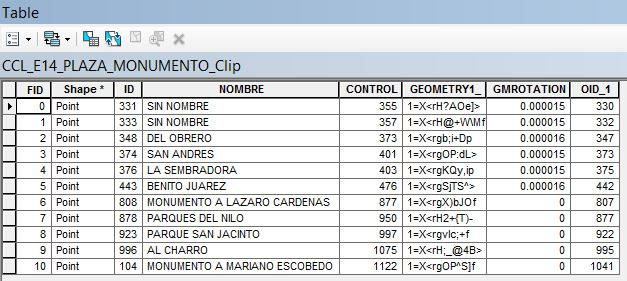 Table
CCL_E14_PLAZA_MONUMENTO_Clip
FID Shape * ID NOMBRE CONTROL GEOMETRY1_ GMROTATION OID_1
0 Point 331 SIN NOMBRE 355 1=X<rH?AOe]> 0.000015 330
1 Point 333 SIN NOMBRE 357 1=X<rH@+WMf 0.000015 332
2 Point 348 DEL OBRERO 373 1=X<rgb;i+Dp 0.000016 347
3 Point 374 SAN ANDRES 401 1=X<rgOP:dL> 0.000015 373
4 Point 376 LA SEMBRADORA 403 1=X<rgKQy,ip 0.000015 375
5 Point 443 BENITO JUAREZ 476 1=X<rgSjTS^> 0.000016 442
6 Point 808 MONUMENTO A LAZARO CARDENAS 877 1=X<rgX)bJOf 0 807
7 Point 878 PARQUES DEL NILO 950 1=X<rH2+{T)- 0 877
8 Point 923 PARQUE SAN JACINTO 997 1=X<rgvIc;+f 0 922
9 Point 996 AL CHARRO 1075 1=X<rH;_@4B> 0 995
10 Point 104 MONUMENTO A MARIANO ESCOBEDO 1122 1=X<rgOP^S]f 0 1041